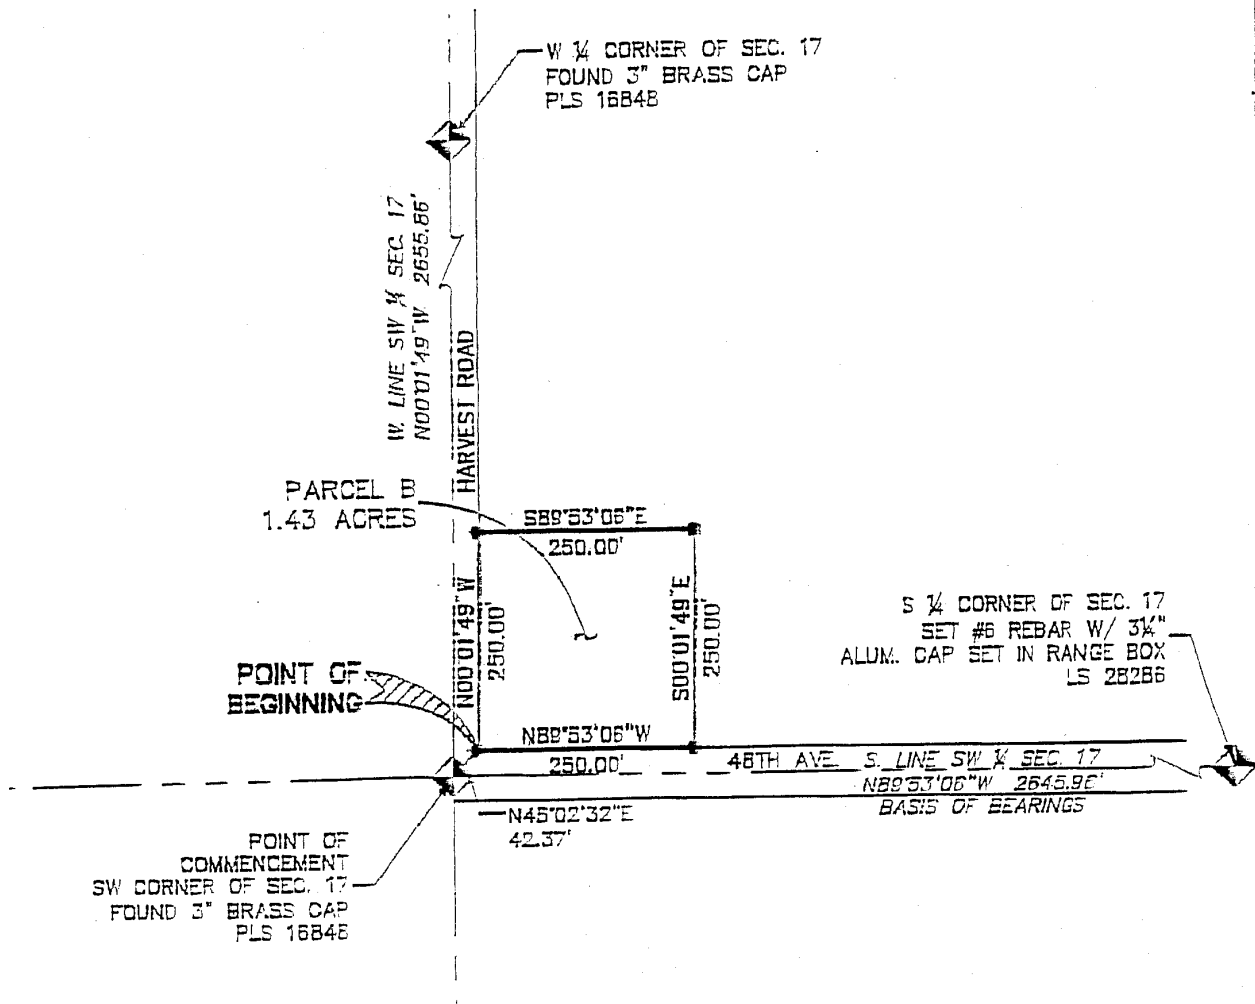 W ¼ CORNER OF SEC. 17
FOUND 3" BRASS CAP
PLS 16848
W. LINE SW ¼ SEC. 17
N00°01'49"W 2655.86'
HARVEST ROAD
PARCEL B
1.43 ACRES
S89°53'06"E
250.00'
N00°01'49"W
250.00'
S00°01'49"E
250.00'
S ¼ CORNER OF SEC. 17
SET #6 REBAR W/ 3¼"
ALUM. CAP SET IN RANGE BOX
LS 28286
POINT OF
BEGINNING
N89°53'06"W
250.00'
48TH AVE. S. LINE SW ¼ SEC. 17
N89°53'06"W 2645.96'
BASIS OF BEARINGS
N45°02'32"E
42.37'
POINT OF
COMMENCEMENT
SW CORNER OF SEC. 17
FOUND 3" BRASS CAP
PLS 16848